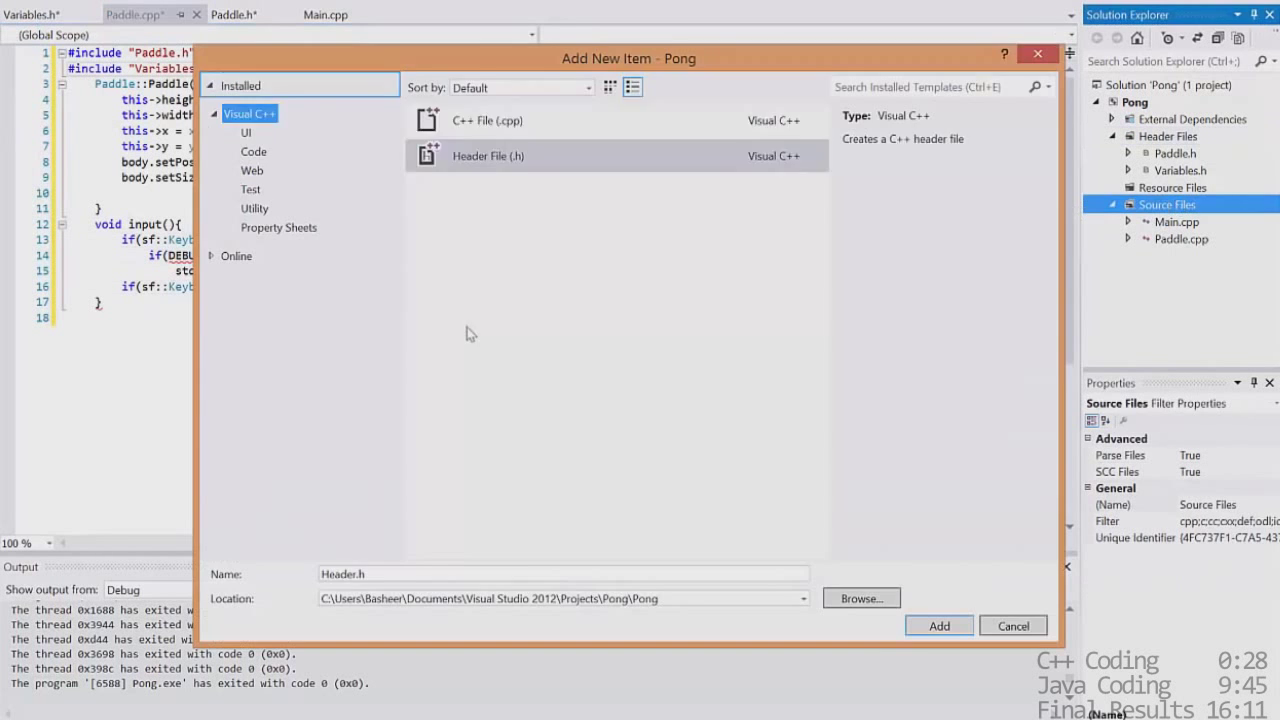 Variables.h*
Paddle.cpp*
Paddle.h*
Main.cpp
(Global Scope)
1 #include "Paddle.h"
2 #include "Variables
3 Paddle::Paddle(
4 this->heigh
5 this->width
6 this->x = x
7 this->y = y
8 body.setPos
9 body.setSiz
10
11 }
12 void input(){
13 if(sf::Keyb
14 if(DEBU
15 std
16 if(sf::Keyb
17 }
18
100 %
Output
Show output from: Debug
The thread 0x1688 has exited wi
The thread 0x3944 has exited wi
The thread 0xd44 has exited wit
The thread 0x3698 has exited with code 0 (0x0).
The thread 0x398c has exited with code 0 (0x0).
The program '[6588] Pong.exe' has exited with code 0 (0x0).
Add New Item - Pong
?
Installed
Visual C++
UI
Code
Web
Test
Utility
Property Sheets
Online
Sort by: Default
C++ File (.cpp) Visual C++
Header File (.h) Visual C++
Search Installed Templates (Ctrl+E)
Type: Visual C++
Creates a C++ header file
Name: Header.h
Location: C:\Users\Basheer\Documents\Visual Studio 2012\Projects\Pong\Pong
Browse...
Add Cancel
Solution Explorer
Search Solution Explorer (Ctrl+;)
Solution 'Pong' (1 project)
Pong
External Dependencies
Header Files
Paddle.h
Variables.h
Resource Files
Source Files
Main.cpp
Paddle.cpp
Properties
Source Files Filter Properties
Advanced
Parse Files True
SCC Files True
General
(Name) Source Files
Filter cpp;c;cc;cxx;def;odl;ic
Unique Identifier {4FC737F1-C7A5-437
C++ Coding 0:28
Java Coding 9:45
Final Results 16:11
(Name)